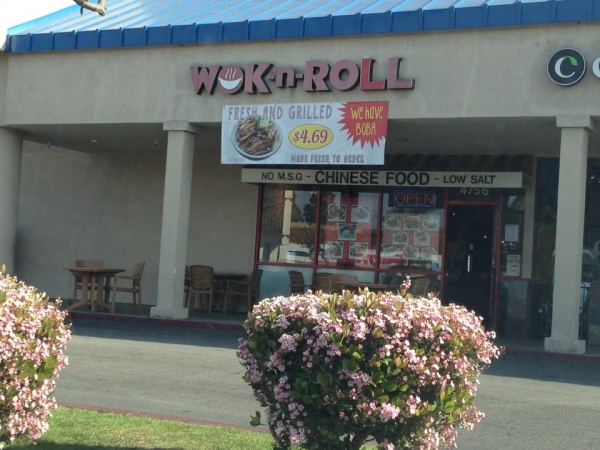 WOK-n-ROLL
C
FRESH AND GRILLED
$4.69
We have
BOBA
MADE FRESH TO ORDER
NO M.S.G - CHINESE FOOD - LOW SALT
4758
OPEN